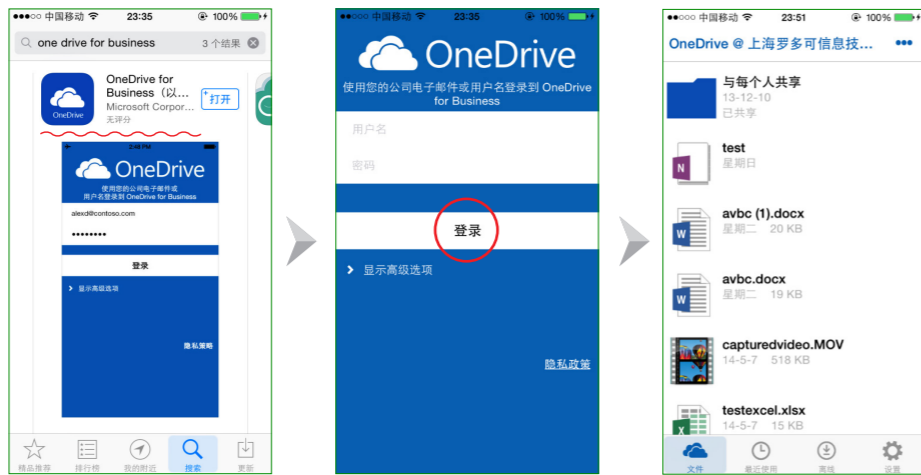 ●●●○○ 中国移动 23:35 100%
one drive for business 3 个结果
OneDrive for
Business（以...
Microsoft Corpor...
无评分
打开
OneDrive
2:48 PM
OneDrive
使用您的公司电子邮件或
用户名登录到 OneDrive for Business
alexd@contoso.com
••••••••
登录
显示高级选项
隐私策略
精品推荐 排行榜 我的附近 搜索 更新
●●○○○ 中国移动 23:35 100%
OneDrive
使用您的公司电子邮件或用户名登录到 OneDrive
for Business
用户名
密码
登录
显示高级选项
隐私政策
●●○○○ 中国移动 23:51 100%
OneDrive @ 上海罗多可信息技... •••
与每个人共享
13-12-10
已共享
test
星期日
N
avbc (1).docx
星期二 20 KB
W
avbc.docx
星期二 19 KB
W
capturedvideo.MOV
14-5-7 518 KB
testexcel.xlsx
14-5-7 15 KB
X
文件 最近使用 离线 设置